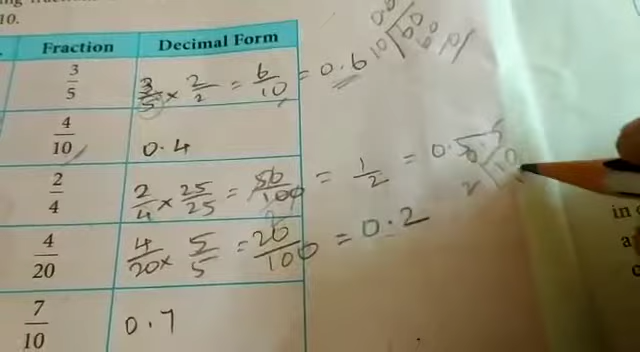 10.
Fraction Decimal Form
3/5 3/5 × 2/2 = 6/10 = 0.6
4/10 0.4
2/4 2/4 × 25/25 = 50/100 = 1/2 = 0.5
4/20 4/20 × 5/5 = 20/100 = 0.2
7/10 0.7
in